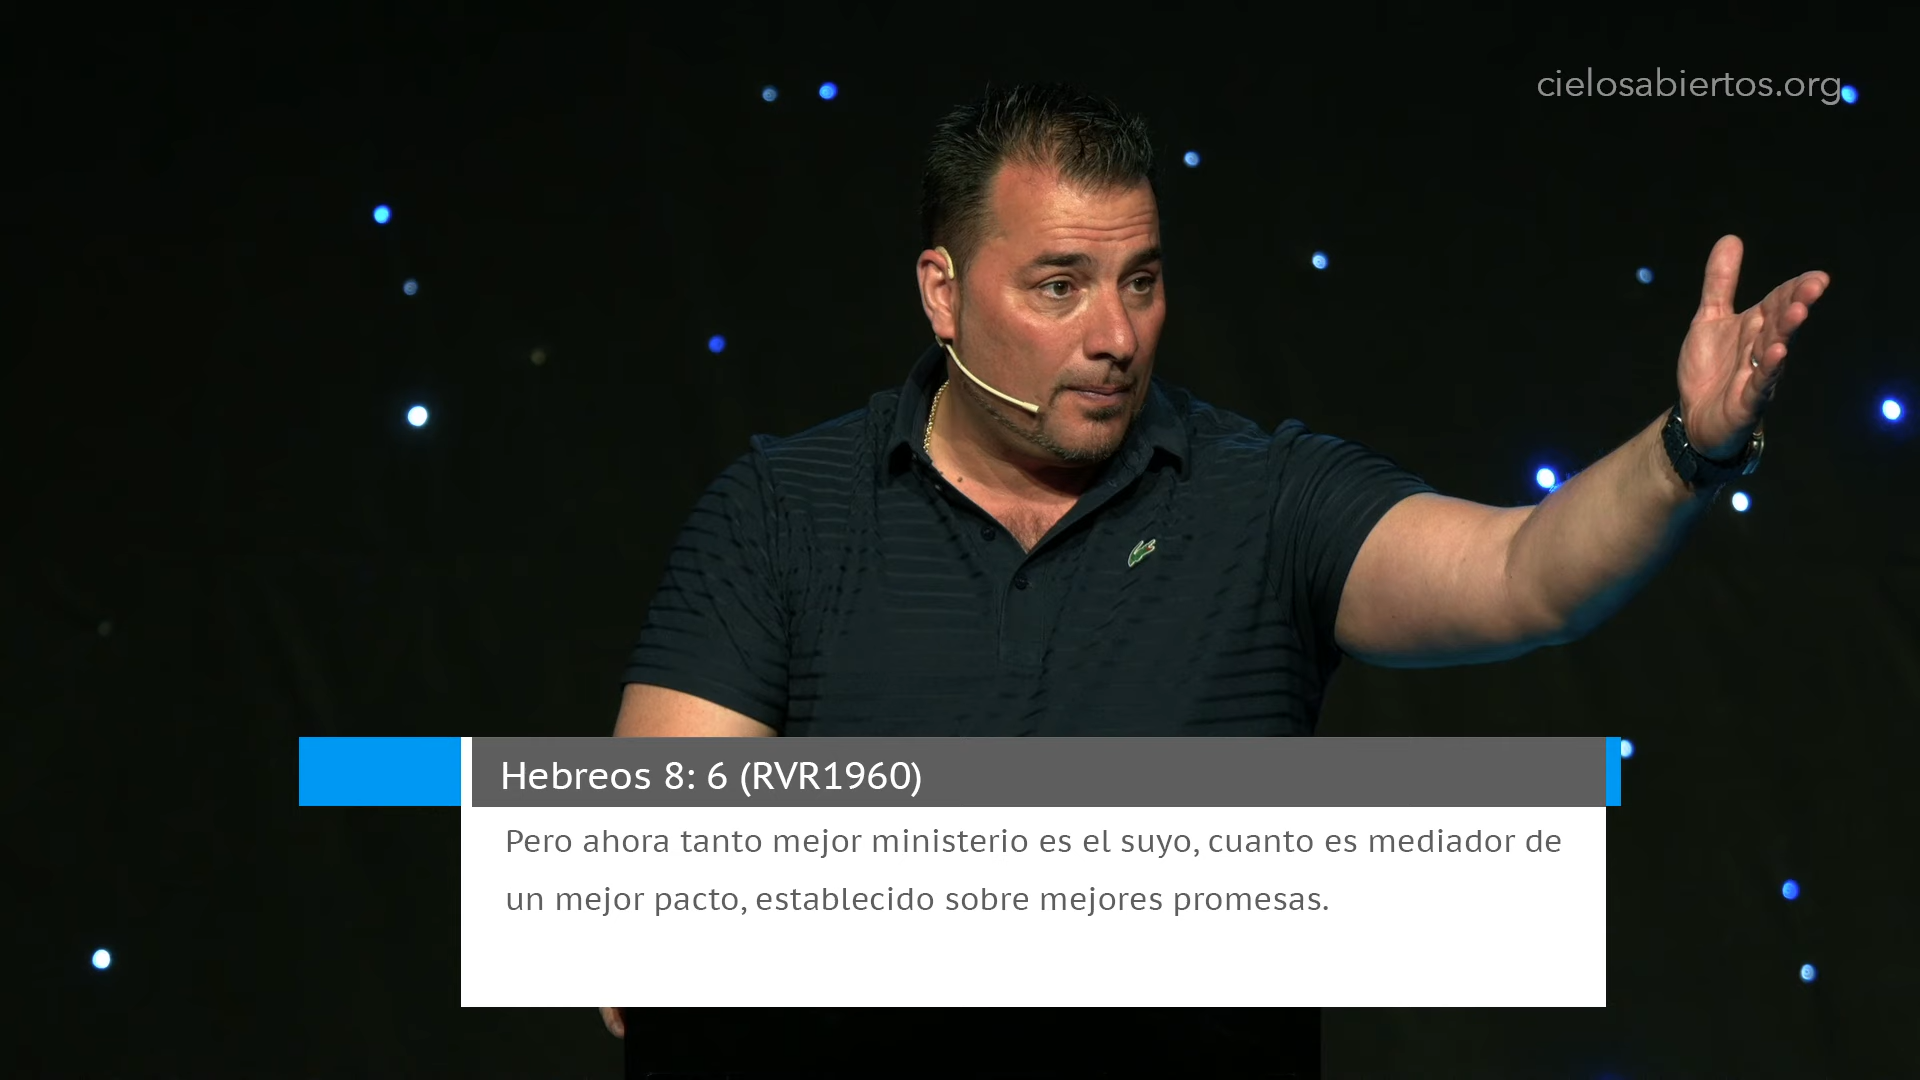 cielosabiertos.org
Hebreos 8: 6 (RVR1960)
Pero ahora tanto mejor ministerio es el suyo, cuanto es mediador de
un mejor pacto, establecido sobre mejores promesas.